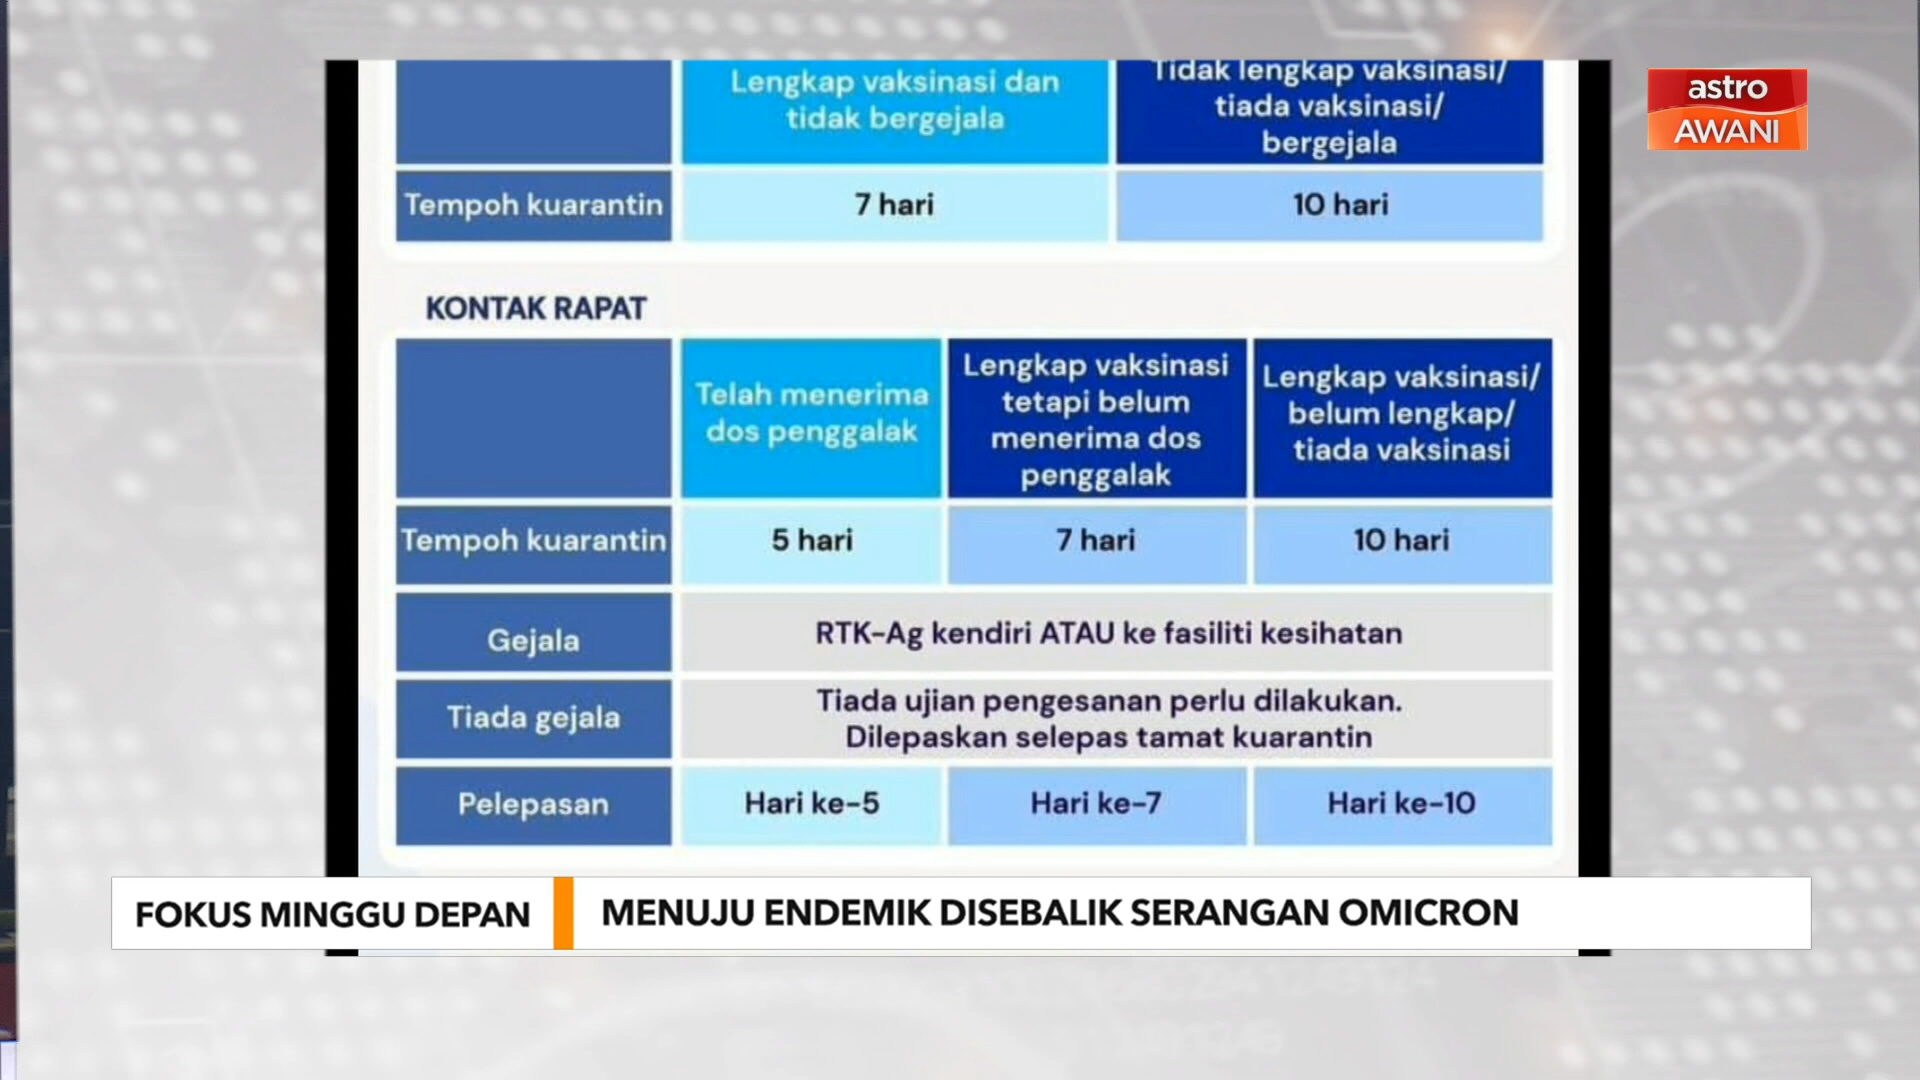 astro
AWANI
Lengkap vaksinasi dan
tidak bergejala
Tidak lengkap vaksinasi/
tiada vaksinasi/
bergejala
Tempoh kuarantin
7 hari
10 hari
KONTAK RAPAT
Telah menerima
dos penggalak
Lengkap vaksinasi
tetapi belum
menerima dos
penggalak
Lengkap vaksinasi/
belum lengkap/
tiada vaksinasi
Tempoh kuarantin
5 hari
7 hari
10 hari
Gejala
RTK-Ag kendiri ATAU ke fasiliti kesihatan
Tiada gejala
Tiada ujian pengesanan perlu dilakukan.
Dilepaskan selepas tamat kuarantin
Pelepasan
Hari ke-5
Hari ke-7
Hari ke-10
FOKUS MINGGU DEPAN
MENUJU ENDEMIK DISEBALIK SERANGAN OMICRON